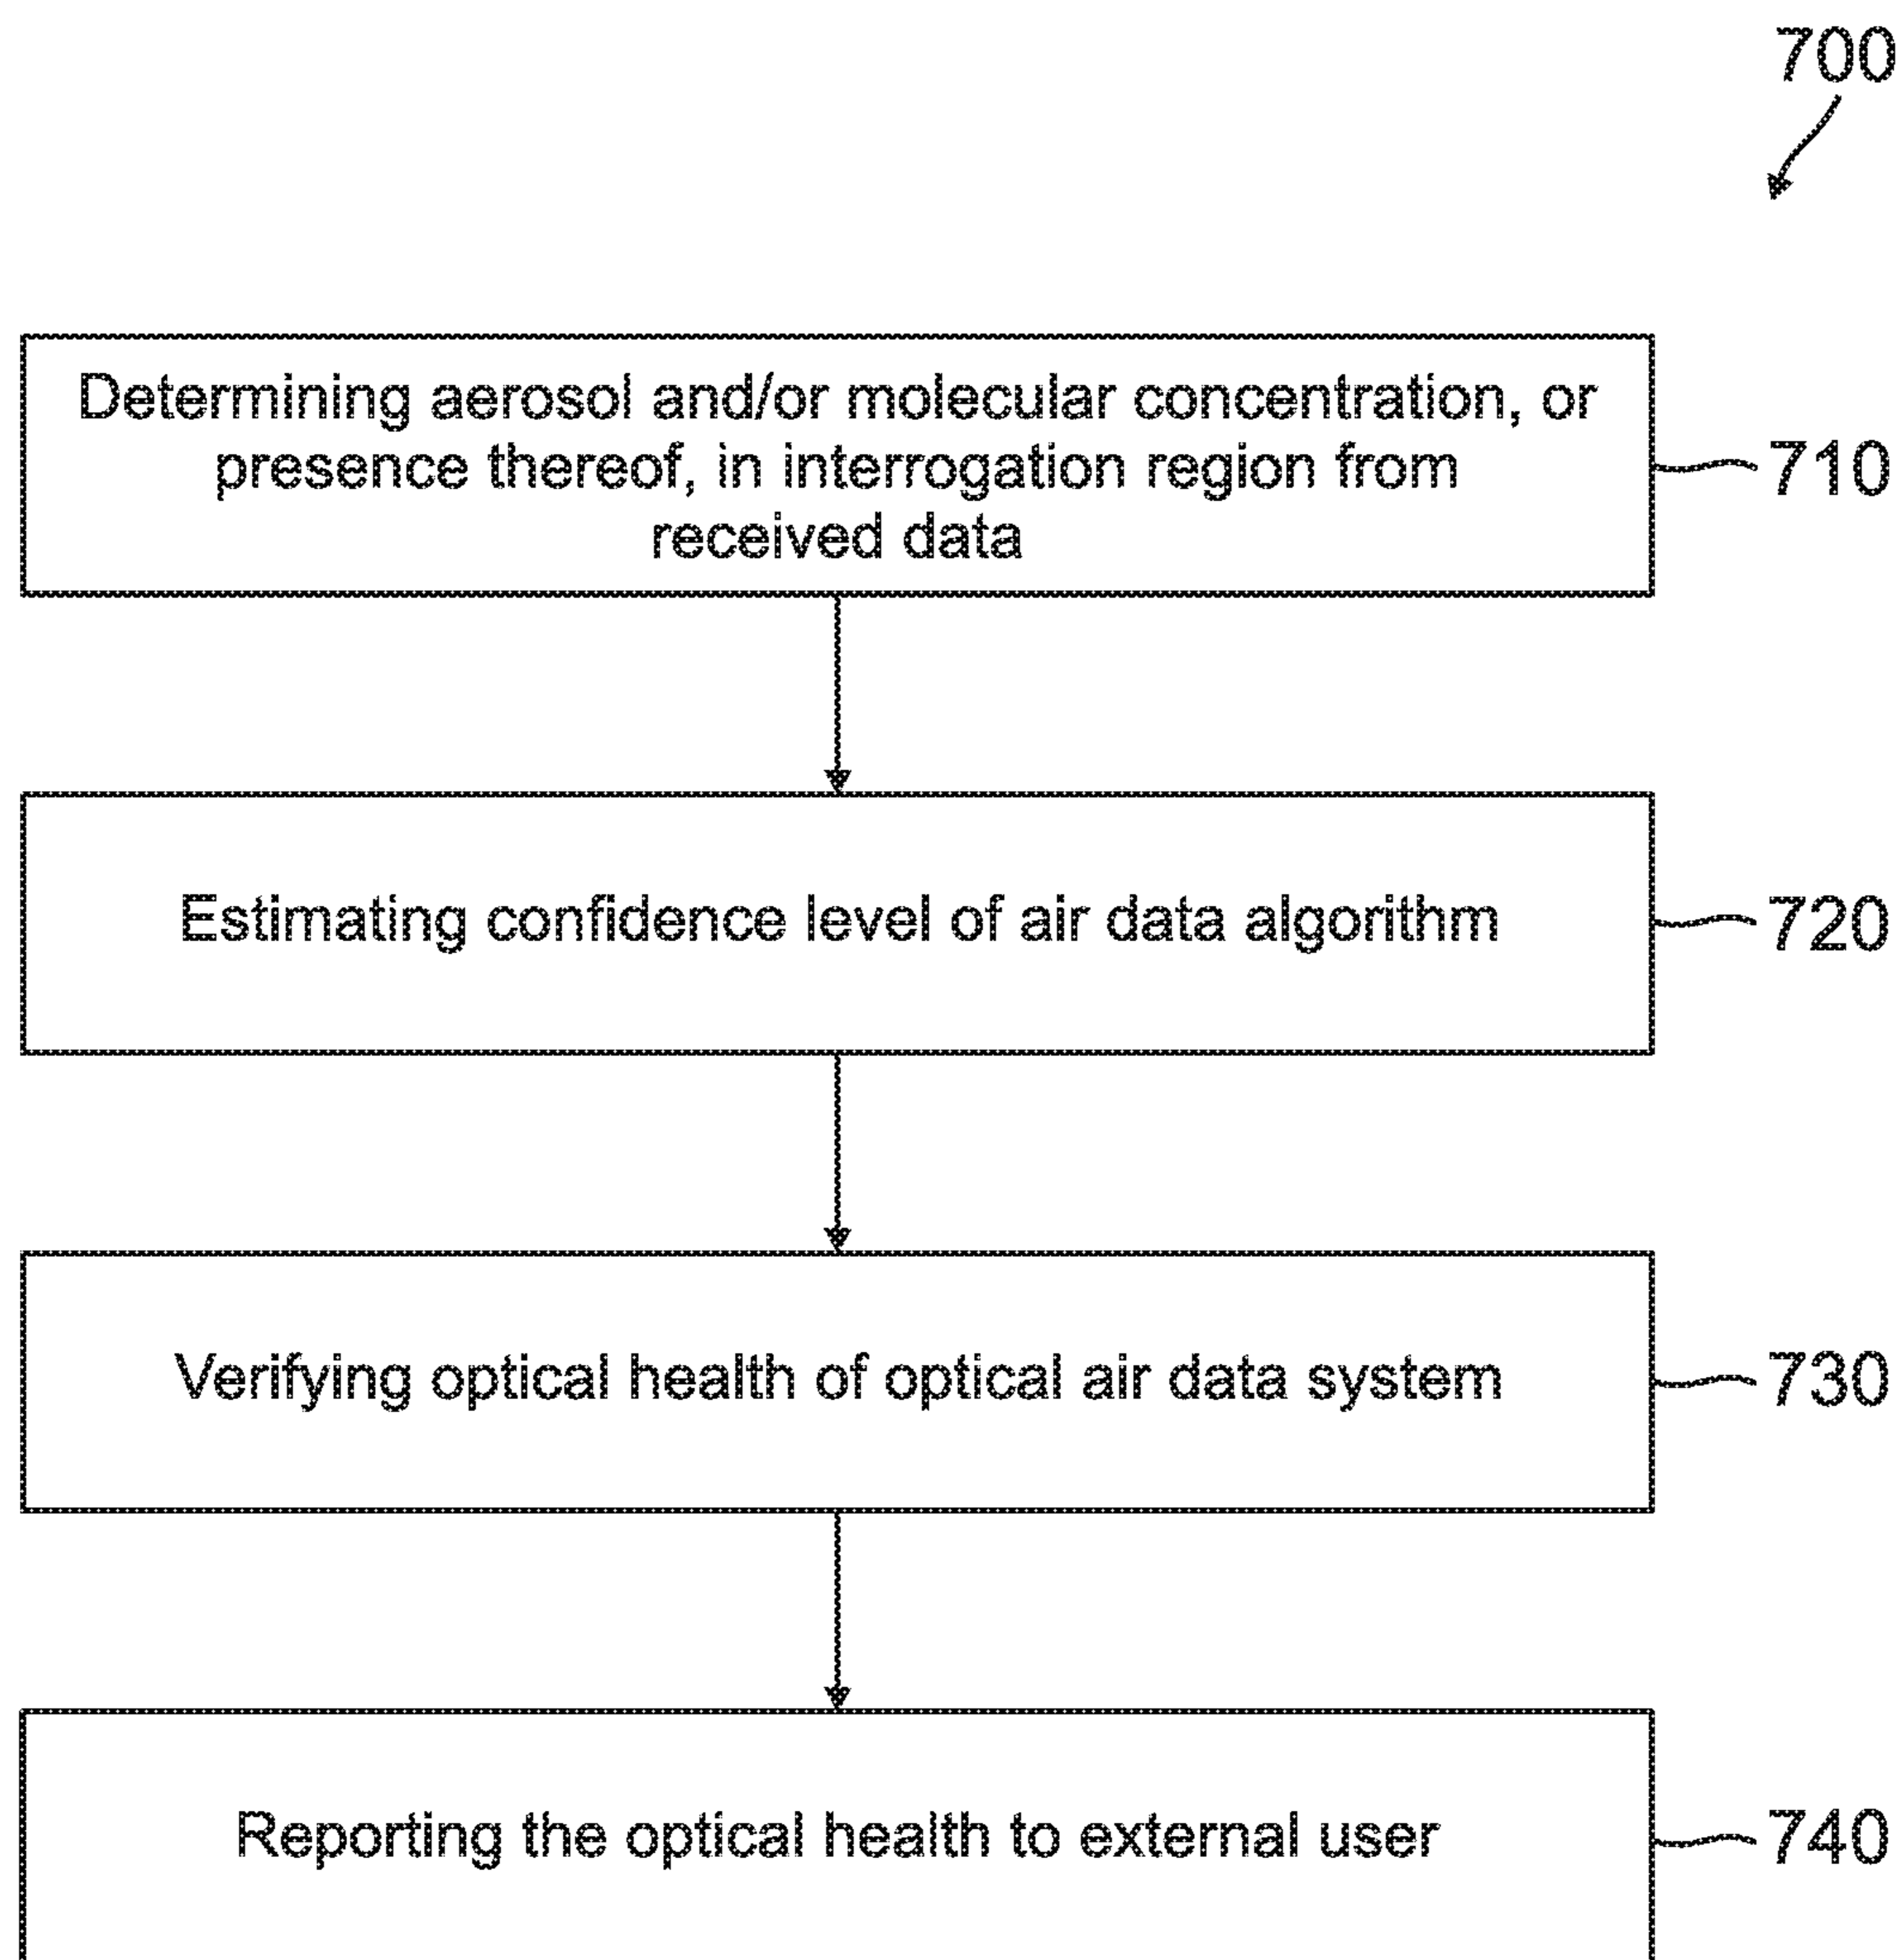 700
Determining aerosol and/or molecular concentration, or
presence thereof, in interrogation region from
received data
710
Estimating confidence level of air data algorithm
720
Verifying optical health of optical air data system
730
Reporting the optical health to external user
740